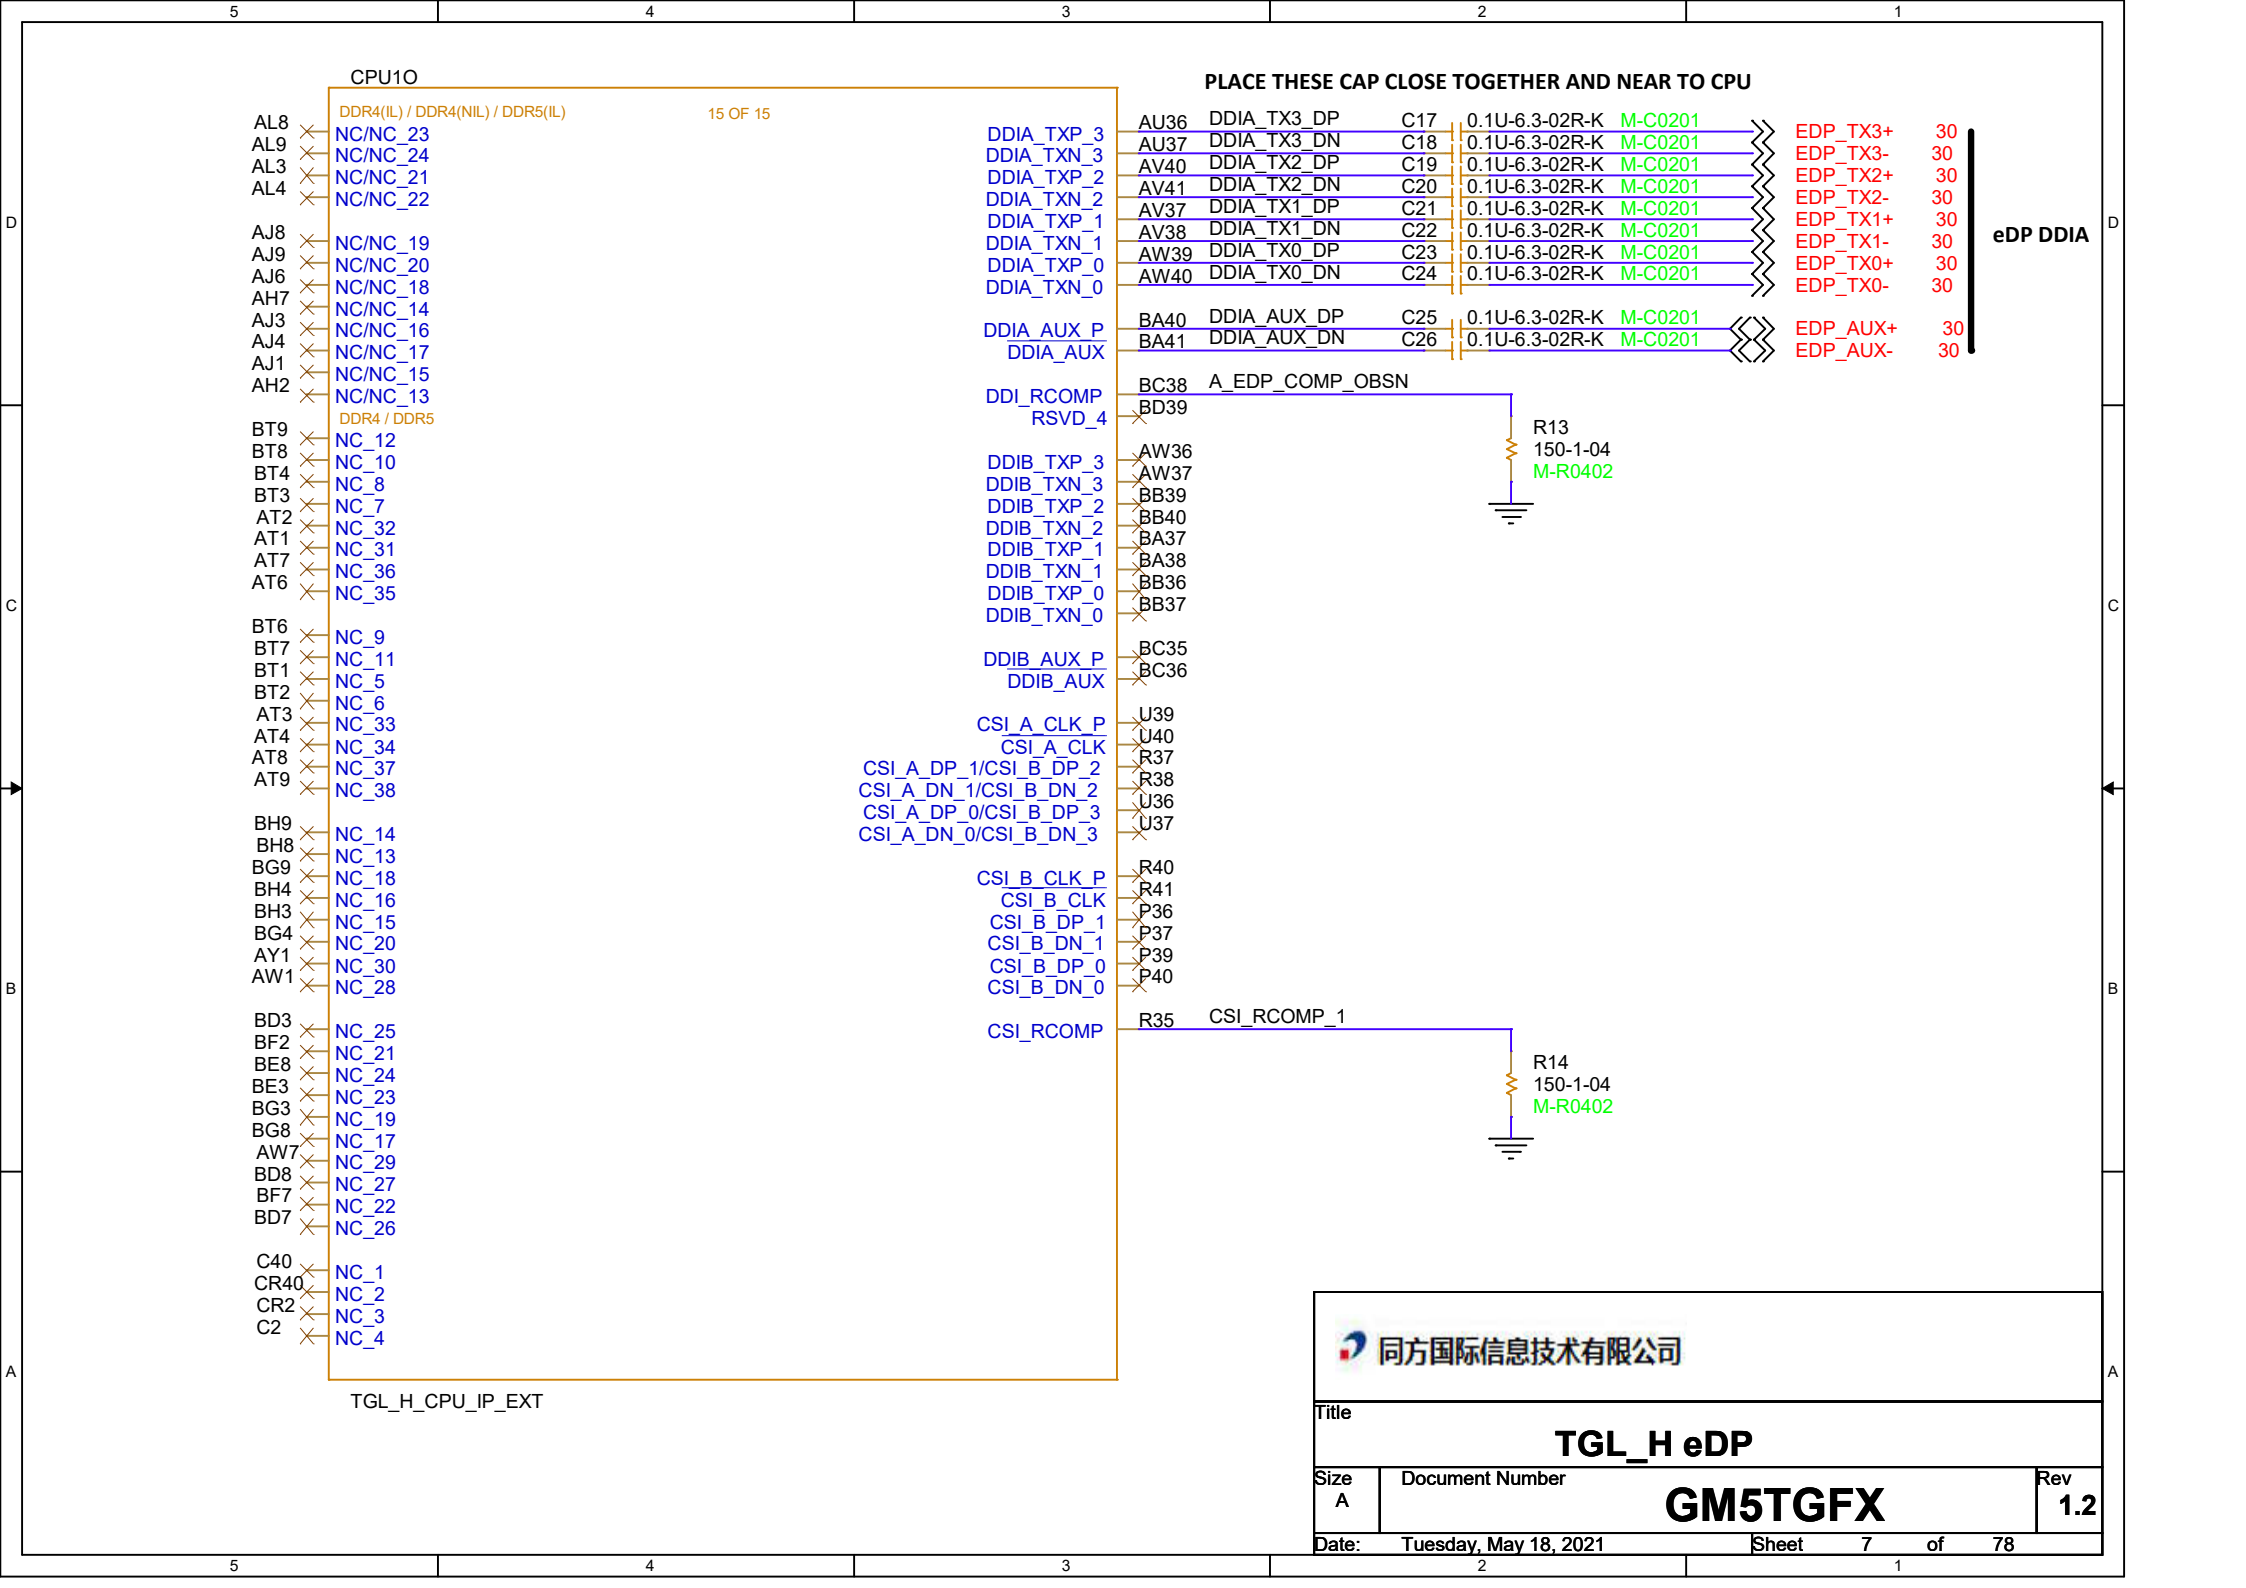 5 4 3 2 1
CPU1O
PLACE THESE CAP CLOSE TOGETHER AND NEAR TO CPU
DDR4(IL) / DDR4(NIL) / DDR5(IL) 15 OF 15
AL8 NC/NC_23
AL9 NC/NC_24
AL3 NC/NC_21
AL4 NC/NC_22
AJ8 NC/NC_19
AJ9 NC/NC_20
AJ6 NC/NC_18
AH7 NC/NC_14
AJ3 NC/NC_16
AJ4 NC/NC_17
AJ1 NC/NC_15
AH2 NC/NC_13
DDR4 / DDR5
BT9 NC_12
BT8 NC_10
BT4 NC_8
BT3 NC_7
AT2 NC_32
AT1 NC_31
AT7 NC_36
AT6 NC_35
BT6 NC_9
BT7 NC_11
BT1 NC_5
BT2 NC_6
AT3 NC_33
AT4 NC_34
AT8 NC_37
AT9 NC_38
BH9 NC_14
BH8 NC_13
BG9 NC_18
BH4 NC_16
BH3 NC_15
BG4 NC_20
AY1 NC_30
AW1 NC_28
BD3 NC_25
BF2 NC_21
BE8 NC_24
BE3 NC_23
BG3 NC_19
BG8 NC_17
AW7 NC_29
BD8 NC_27
BF7 NC_22
BD7 NC_26
C40 NC_1
CR40 NC_2
CR2 NC_3
C2 NC_4
TGL_H_CPU_IP_EXT
DDIA_TXP_3 AU36 DDIA_TX3_DP C17 0.1U-6.3-02R-K M-C0201 EDP_TX3+ 30
DDIA_TXN_3 AU37 DDIA_TX3_DN C18 0.1U-6.3-02R-K M-C0201 EDP_TX3- 30
DDIA_TXP_2 AV40 DDIA_TX2_DP C19 0.1U-6.3-02R-K M-C0201 EDP_TX2+ 30
DDIA_TXN_2 AV41 DDIA_TX2_DN C20 0.1U-6.3-02R-K M-C0201 EDP_TX2- 30
DDIA_TXP_1 AV37 DDIA_TX1_DP C21 0.1U-6.3-02R-K M-C0201 EDP_TX1+ 30
DDIA_TXN_1 AV38 DDIA_TX1_DN C22 0.1U-6.3-02R-K M-C0201 EDP_TX1- 30
DDIA_TXP_0 AW39 DDIA_TX0_DP C23 0.1U-6.3-02R-K M-C0201 EDP_TX0+ 30
DDIA_TXN_0 AW40 DDIA_TX0_DN C24 0.1U-6.3-02R-K M-C0201 EDP_TX0- 30
eDP DDIA
DDIA_AUX_P BA40 DDIA_AUX_DP C25 0.1U-6.3-02R-K M-C0201 EDP_AUX+ 30
DDIA_AUX BA41 DDIA_AUX_DN C26 0.1U-6.3-02R-K M-C0201 EDP_AUX- 30
DDI_RCOMP BC38 A_EDP_COMP_OBSN
RSVD_4 BD39
R13
150-1-04
M-R0402
DDIB_TXP_3 AW36
DDIB_TXN_3 AW37
DDIB_TXP_2 BB39
DDIB_TXN_2 BB40
DDIB_TXP_1 BA37
DDIB_TXN_1 BA38
DDIB_TXP_0 BB36
DDIB_TXN_0 BB37
DDIB_AUX_P BC35
DDIB_AUX BC36
CSI_A_CLK_P U39
CSI_A_CLK U40
CSI_A_DP_1/CSI_B_DP_2 R37
CSI_A_DN_1/CSI_B_DN_2 R38
CSI_A_DP_0/CSI_B_DP_3 U36
CSI_A_DN_0/CSI_B_DN_3 U37
CSI_B_CLK_P R40
CSI_B_CLK R41
CSI_B_DP_1 P36
CSI_B_DN_1 P37
CSI_B_DP_0 P39
CSI_B_DN_0 P40
CSI_RCOMP R35 CSI_RCOMP_1
R14
150-1-04
M-R0402
D D
C C
B B
A A
同方国际信息技术有限公司
Title
TGL_H eDP
Size Document Number Rev
A GM5TGFX 1.2
Date: Tuesday, May 18, 2021 Sheet 7 of 78
5 4 3 2 1